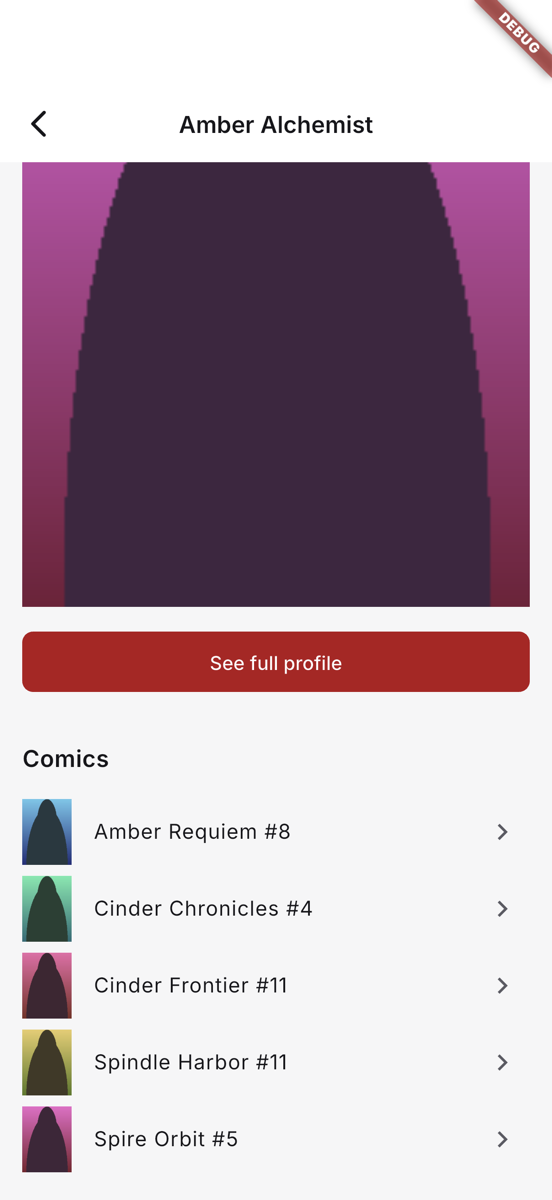 DEBUG
Amber Alchemist
See full profile
Comics
Amber Requiem #8
Cinder Chronicles #4
Cinder Frontier #11
Spindle Harbor #11
Spire Orbit #5